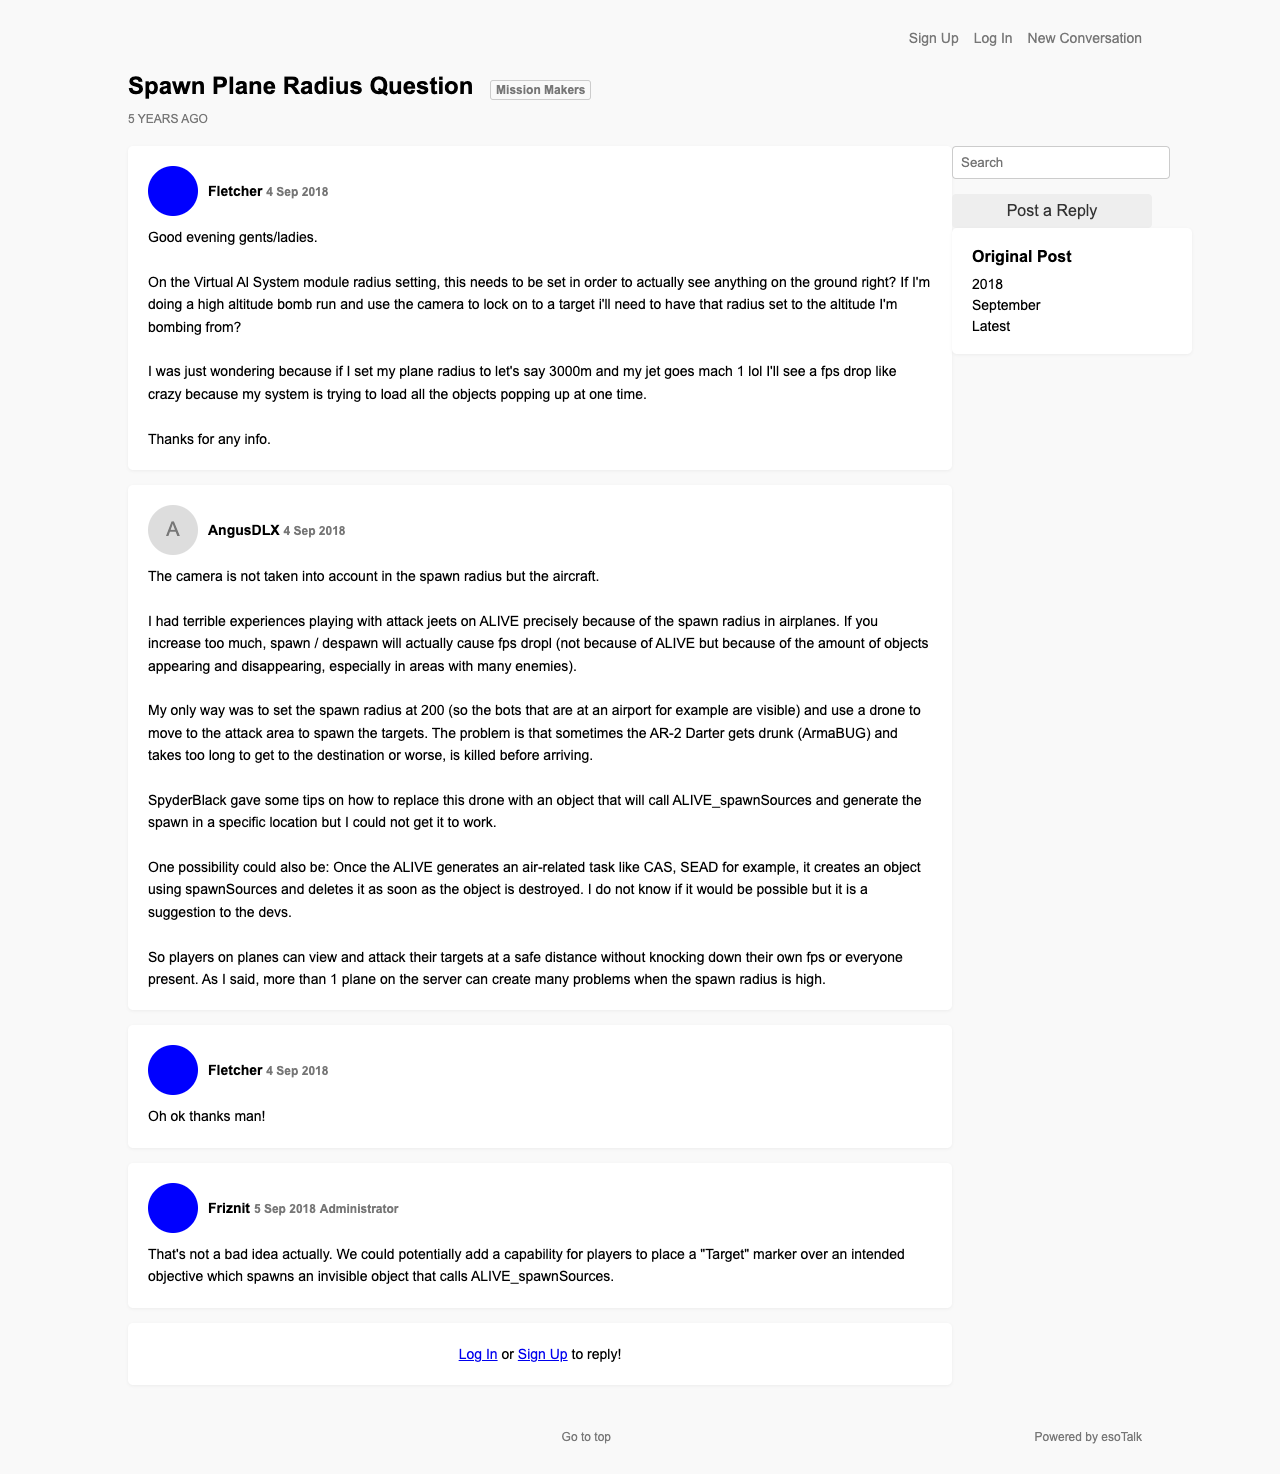 Sign Up Log In New Conversation
Spawn Plane Radius Question Mission Makers
5 YEARS AGO
Fletcher 4 Sep 2018
Good evening gents/ladies.
On the Virtual AI System module radius setting, this needs to be set in order to actually see anything on the ground right? If I'm
doing a high altitude bomb run and use the camera to lock on to a target i'll need to have that radius set to the altitude I'm
bombing from?
I was just wondering because if I set my plane radius to let's say 3000m and my jet goes mach 1 lol I'll see a fps drop like
crazy because my system is trying to load all the objects popping up at one time.
Thanks for any info.
Search
Post a Reply
Original Post
2018
September
Latest
A
AngusDLX 4 Sep 2018
The camera is not taken into account in the spawn radius but the aircraft.
I had terrible experiences playing with attack jeets on ALIVE precisely because of the spawn radius in airplanes. If you
increase too much, spawn / despawn will actually cause fps dropl (not because of ALIVE but because of the amount of objects
appearing and disappearing, especially in areas with many enemies).
My only way was to set the spawn radius at 200 (so the bots that are at an airport for example are visible) and use a drone to
move to the attack area to spawn the targets. The problem is that sometimes the AR-2 Darter gets drunk (ArmaBUG) and
takes too long to get to the destination or worse, is killed before arriving.
SpyderBlack gave some tips on how to replace this drone with an object that will call ALIVE_spawnSources and generate the
spawn in a specific location but I could not get it to work.
One possibility could also be: Once the ALIVE generates an air-related task like CAS, SEAD for example, it creates an object
using spawnSources and deletes it as soon as the object is destroyed. I do not know if it would be possible but it is a
suggestion to the devs.
So players on planes can view and attack their targets at a safe distance without knocking down their own fps or everyone
present. As I said, more than 1 plane on the server can create many problems when the spawn radius is high.
Fletcher 4 Sep 2018
Oh ok thanks man!
Friznit 5 Sep 2018 Administrator
That's not a bad idea actually. We could potentially add a capability for players to place a "Target" marker over an intended
objective which spawns an invisible object that calls ALIVE_spawnSources.
Log In or Sign Up to reply!
Go to top
Powered by esoTalk